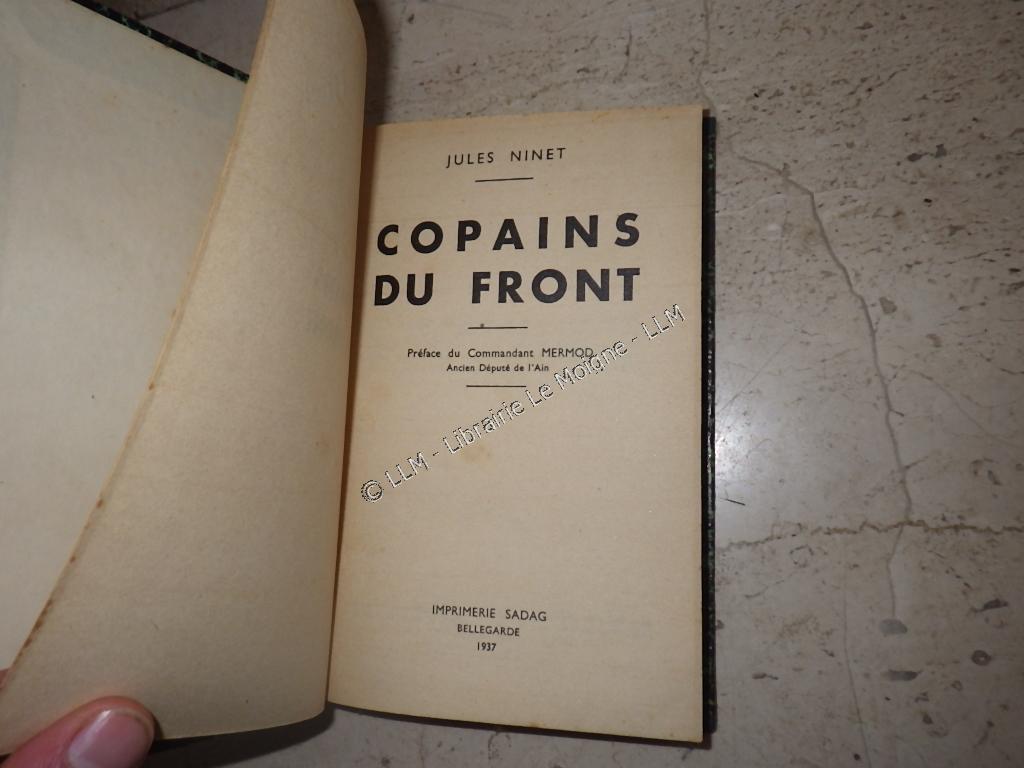 JULES NINET
COPAINS
DU FRONT
Préface du Commandant MERMOD
Ancien Député de l'Ain
© LLM - Librairie Le Moigne - LLM
IMPRIMERIE SADAG
BELLEGARDE
1937